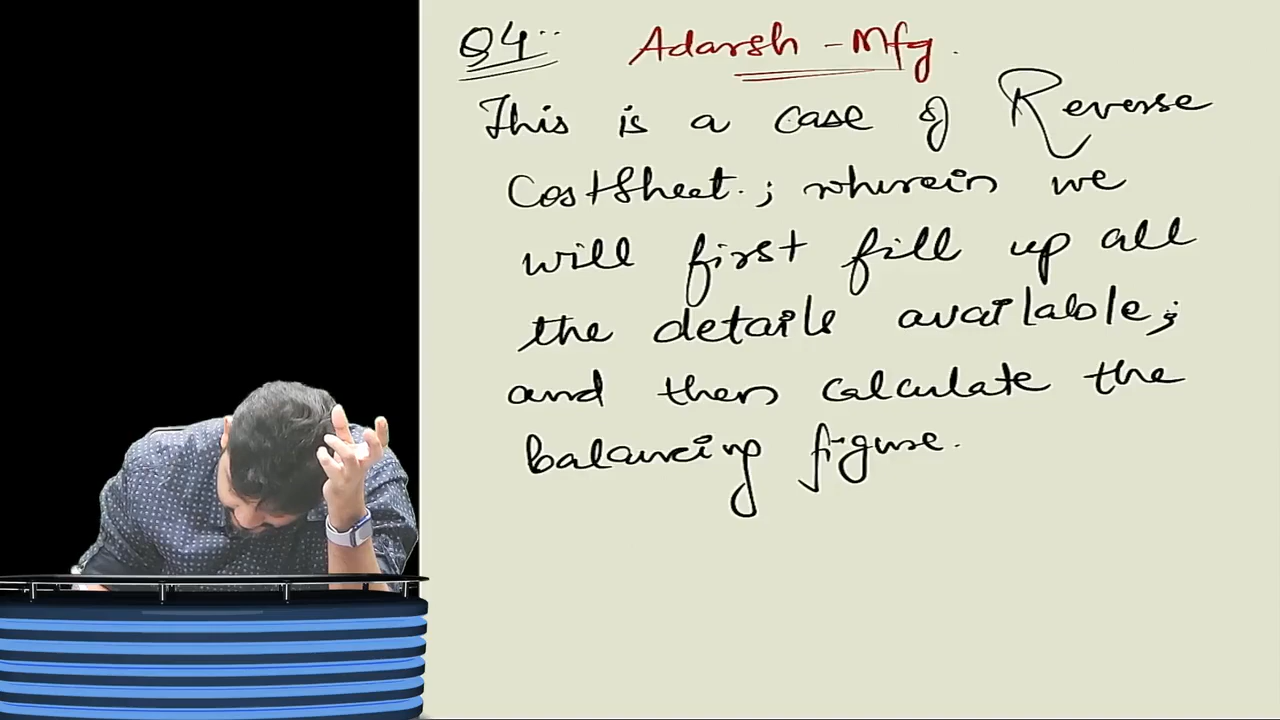 Q4:
Adarsh - Mfg.
This is a case of Reverse
CostSheet. ; wherein we
will first fill up all
the details available;
and then calculate the
balancing figure.